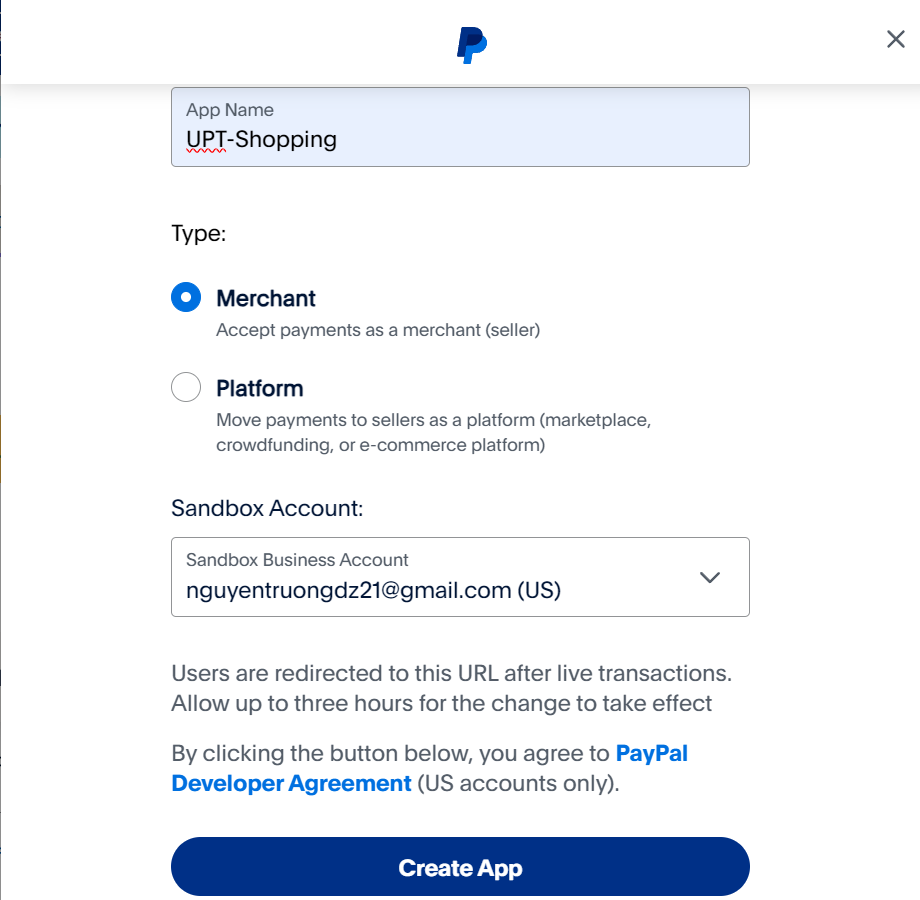 App Name
UPT-Shopping
Type:
Merchant
Accept payments as a merchant (seller)
Platform
Move payments to sellers as a platform (marketplace,
crowdfunding, or e-commerce platform)
Sandbox Account:
Sandbox Business Account
nguyentruongdz21@gmail.com (US)
Users are redirected to this URL after live transactions.
Allow up to three hours for the change to take effect
By clicking the button below, you agree to PayPal
Developer Agreement (US accounts only).
Create App